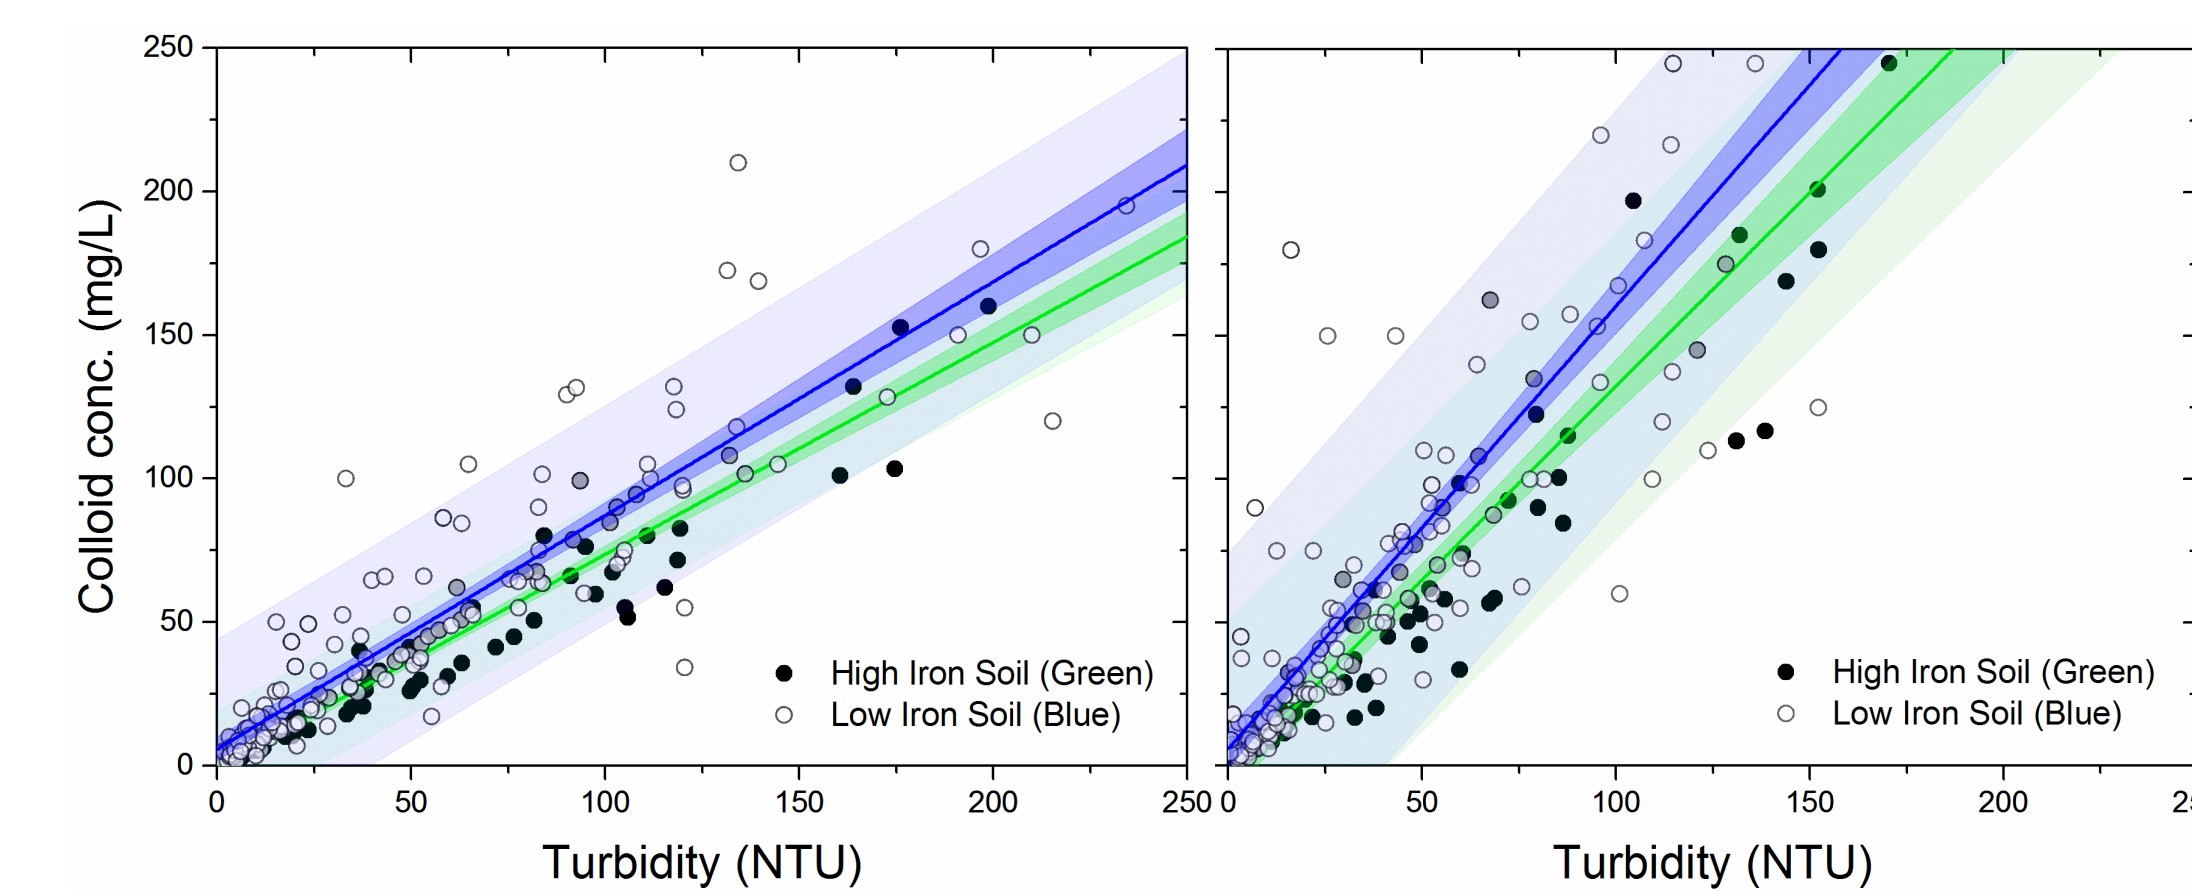 250
200
150
100
50
0
Colloid conc. (mg/L)
High Iron Soil (Green)
Low Iron Soil (Blue)
0 50 100 150 200 250
Turbidity (NTU)
High Iron Soil (Green)
Low Iron Soil (Blue)
0 50 100 150 200
Turbidity (NTU)